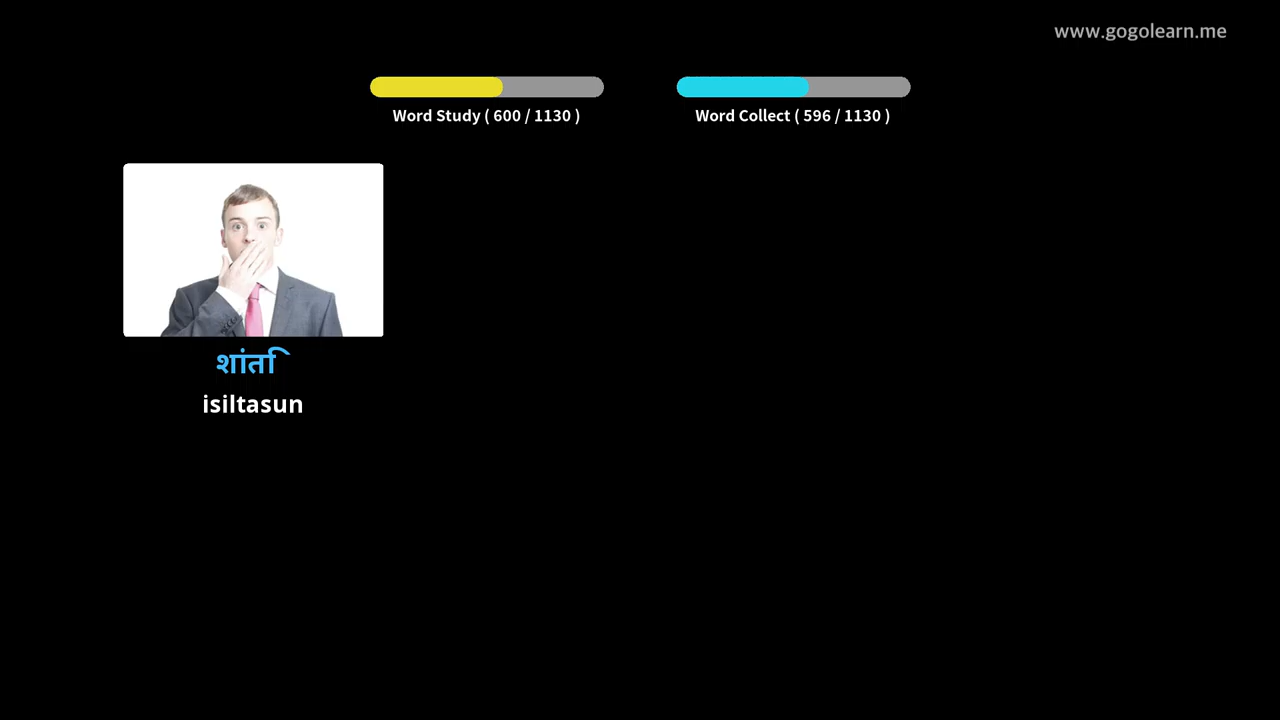 www.gogolearn.me
Word Study ( 600 / 1130 )
Word Collect ( 596 / 1130 )
शांति
isiltasun